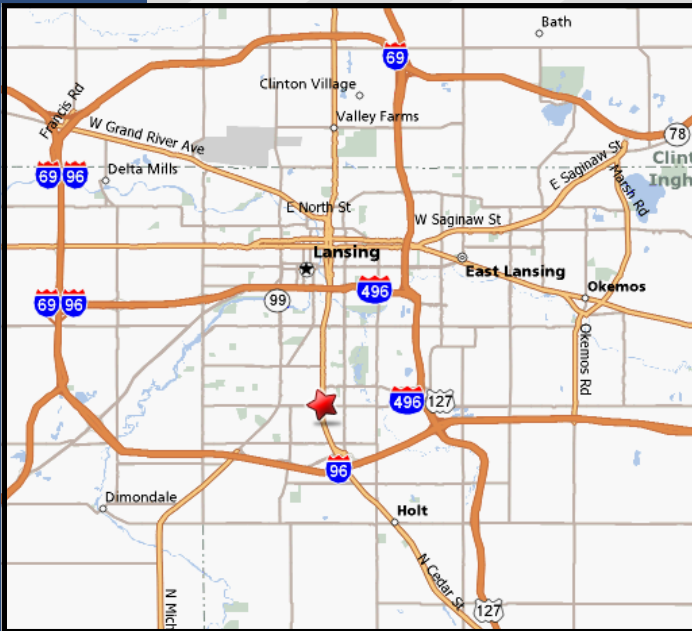 Bath
69
Clinton Village
Francis Rd
Valley Farms
78
W Grand River Ave
Clint
Ingh
E Saginaw St
69 96
Delta Mills
Marsh Rd
E North St
W Saginaw St
Lansing
East Lansing
Okemos
496
69 96
99
Okemos Rd
496
127
96
Dimondale
Holt
N Cedar St
N Mich
127